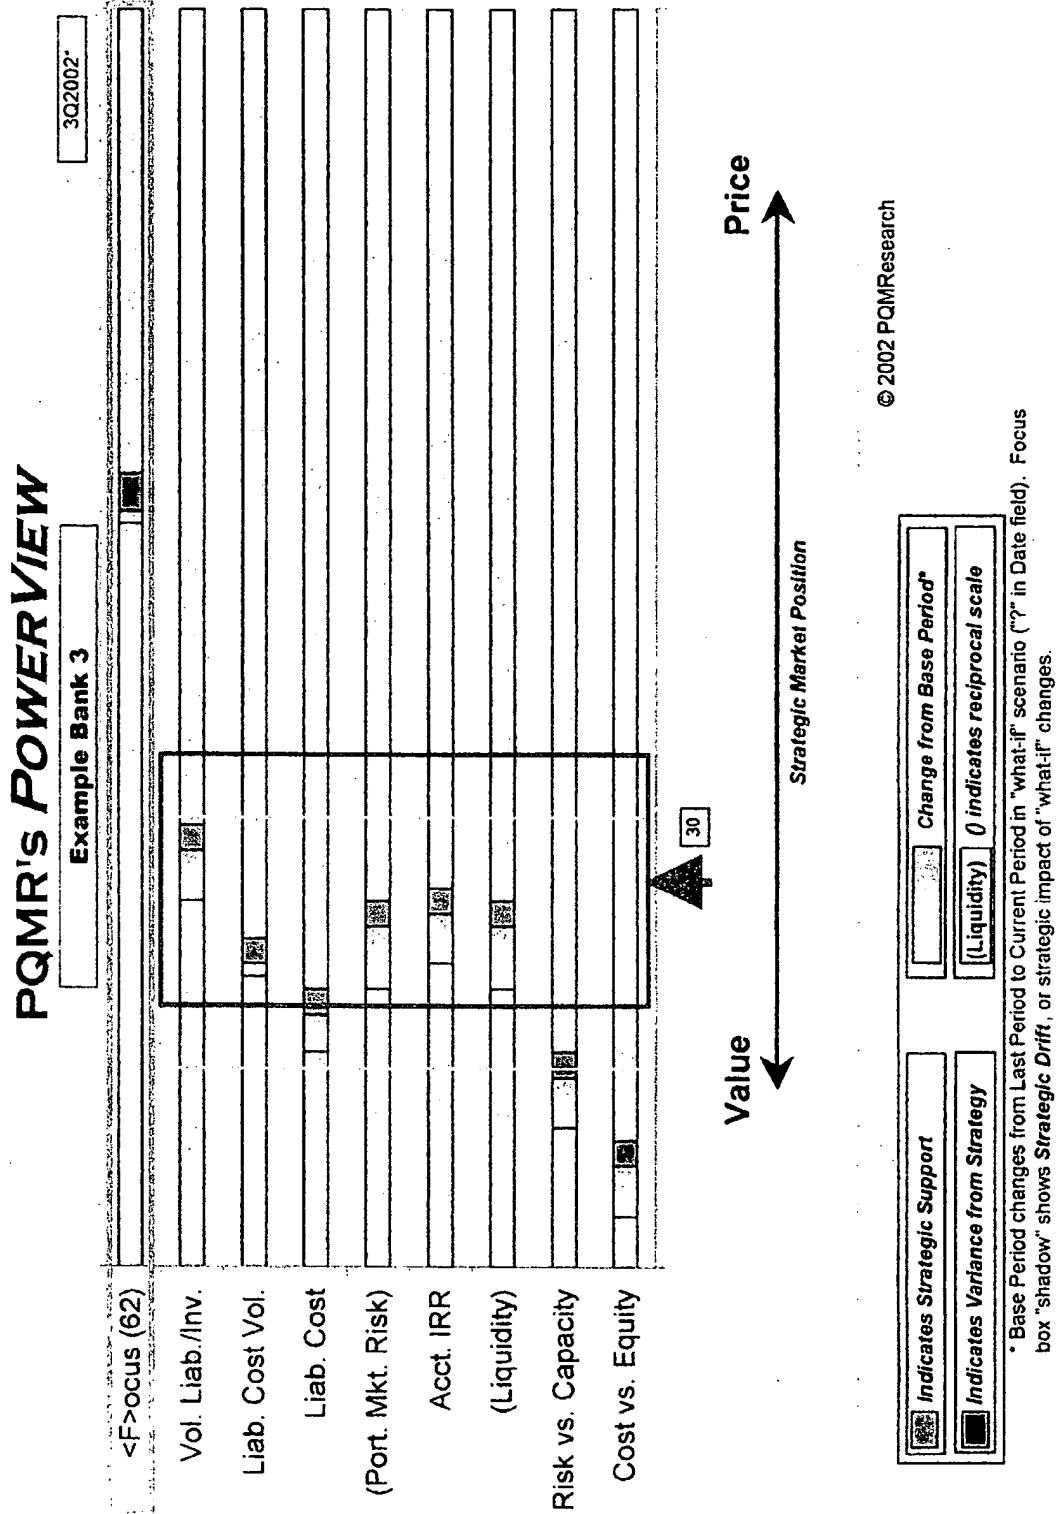 PQMR's POWERVIEW
Example Bank 3
3Q2002*
<F>ocus (62)
Vol. Liab./Inv.
Liab. Cost Vol.
Liab. Cost
(Port. Mkt. Risk)
Acct. IRR
(Liquidity)
Risk vs. Capacity
Cost vs. Equity
30
Value
Price
Strategic Market Position
© 2002 PQMResearch
Indicates Strategic Support
Change from Base Period*
Indicates Variance from Strategy
(Liquidity) () indicates reciprocal scale
* Base Period changes from Last Period to Current Period in "what-if" scenario ("?" in Date field). Focus
box "shadow" shows Strategic Drift, or strategic impact of "what-if" changes.